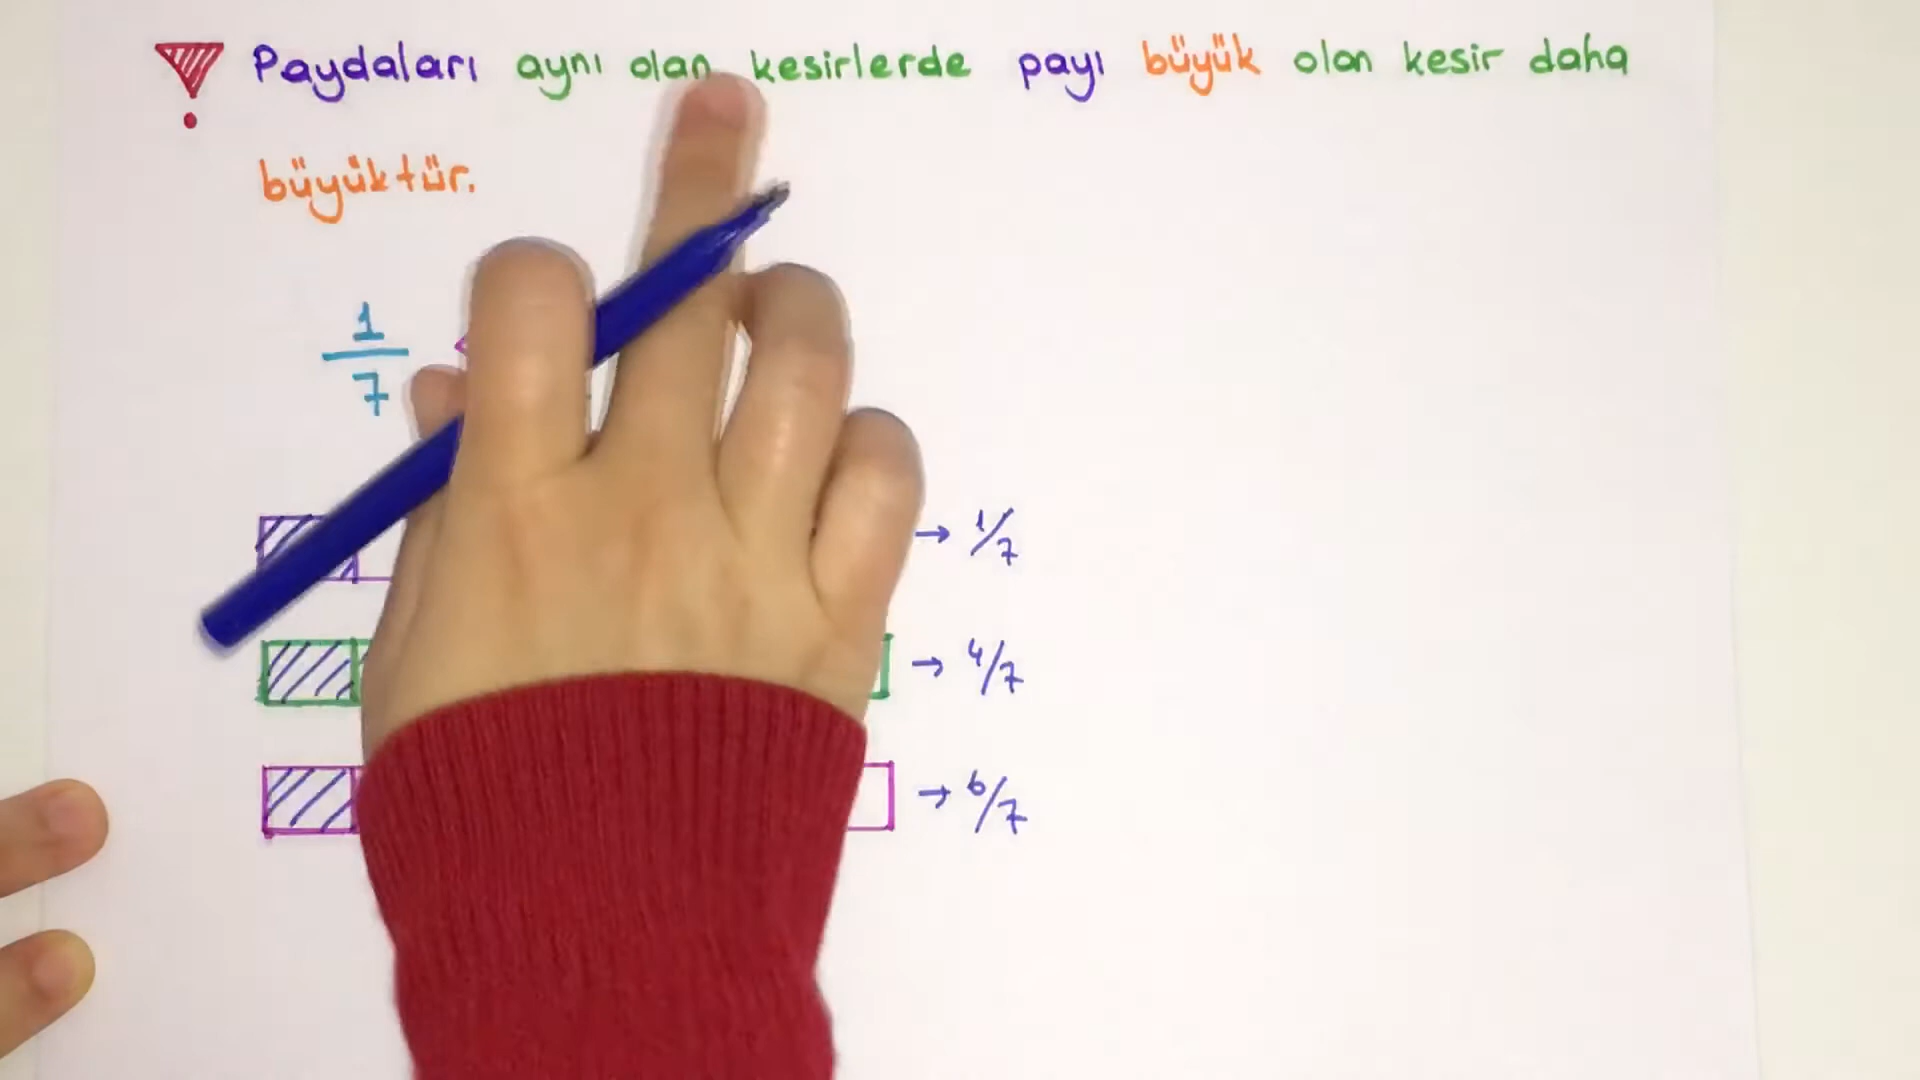 Paydaları aynı olan kesirlerde payı büyük olan kesir daha
büyüktür.
1
7
→ 1/7
→ 4/7
→ 6/7